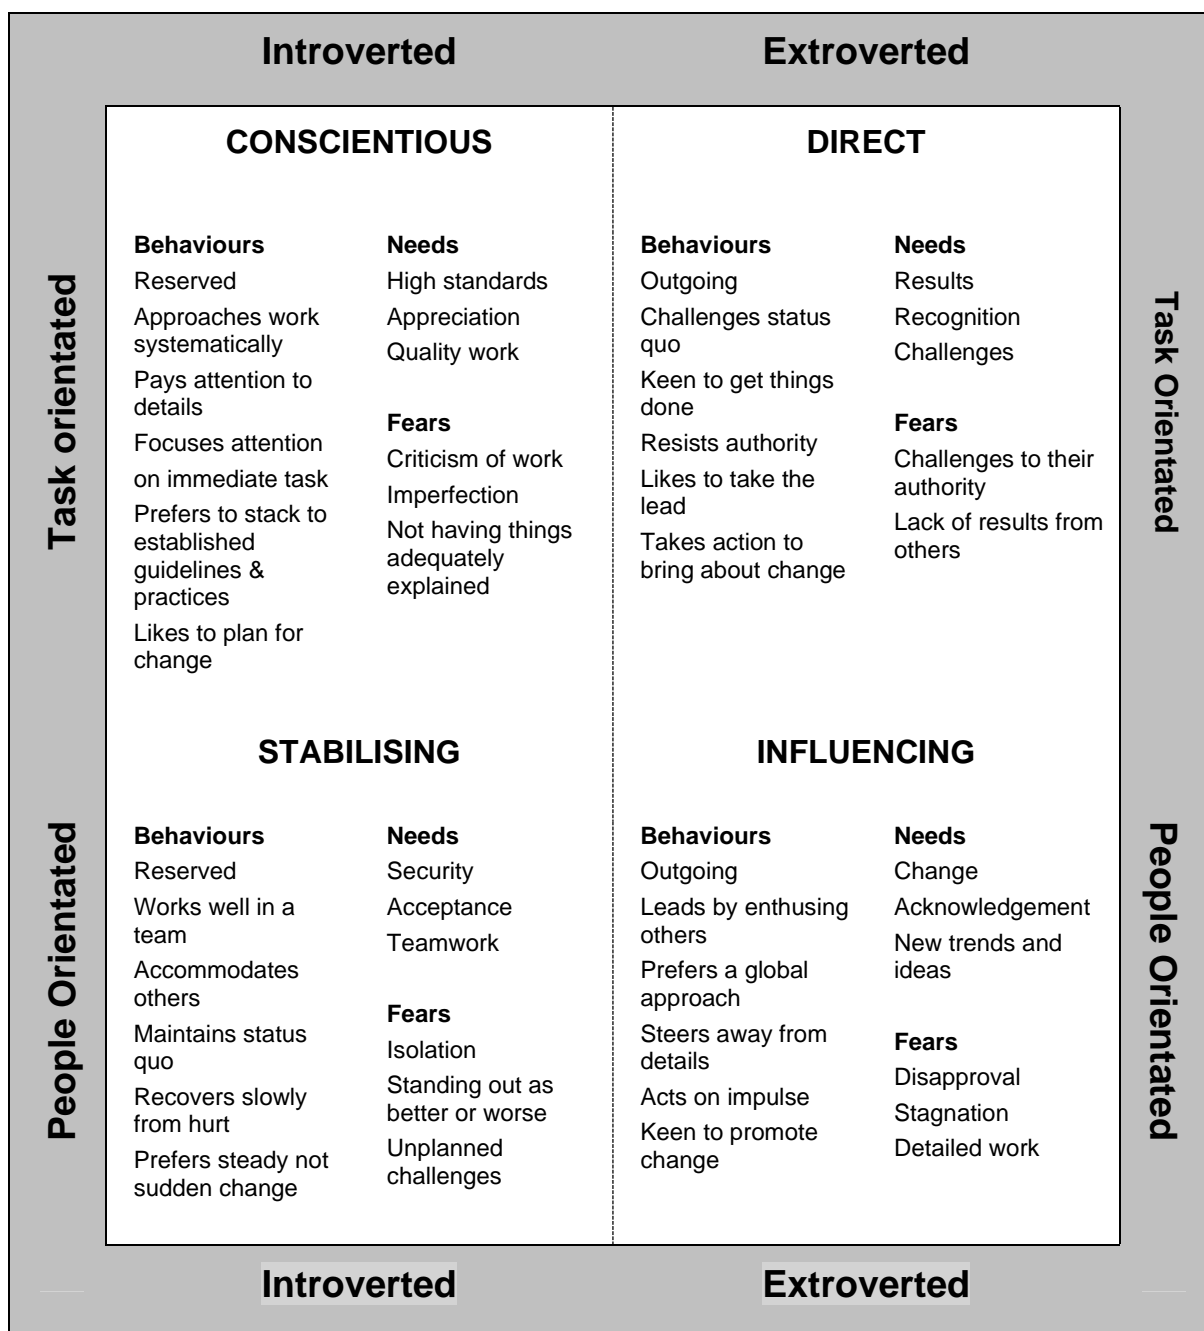 Introverted
Extroverted
Task orientated
Task Orientated
CONSCIENTIOUS
Behaviours
Reserved
Approaches work
systematically
Pays attention to
details
Focuses attention
on immediate task
Prefers to stack to
established
guidelines &
practices
Likes to plan for
change
Needs
High standards
Appreciation
Quality work
Fears
Criticism of work
Imperfection
Not having things
adequately
explained
DIRECT
Behaviours
Outgoing
Challenges status
quo
Keen to get things
done
Resists authority
Likes to take the
lead
Takes action to
bring about change
Needs
Results
Recognition
Challenges
Fears
Challenges to their
authority
Lack of results from
others
People Orientated
People Orientated
STABILISING
Behaviours
Reserved
Works well in a
team
Accommodates
others
Maintains status
quo
Recovers slowly
from hurt
Prefers steady not
sudden change
Needs
Security
Acceptance
Teamwork
Fears
Isolation
Standing out as
better or worse
Unplanned
challenges
INFLUENCING
Behaviours
Outgoing
Leads by enthusing
others
Prefers a global
approach
Steers away from
details
Acts on impulse
Keen to promote
change
Needs
Change
Acknowledgement
New trends and
ideas
Fears
Disapproval
Stagnation
Detailed work
Introverted
Extroverted